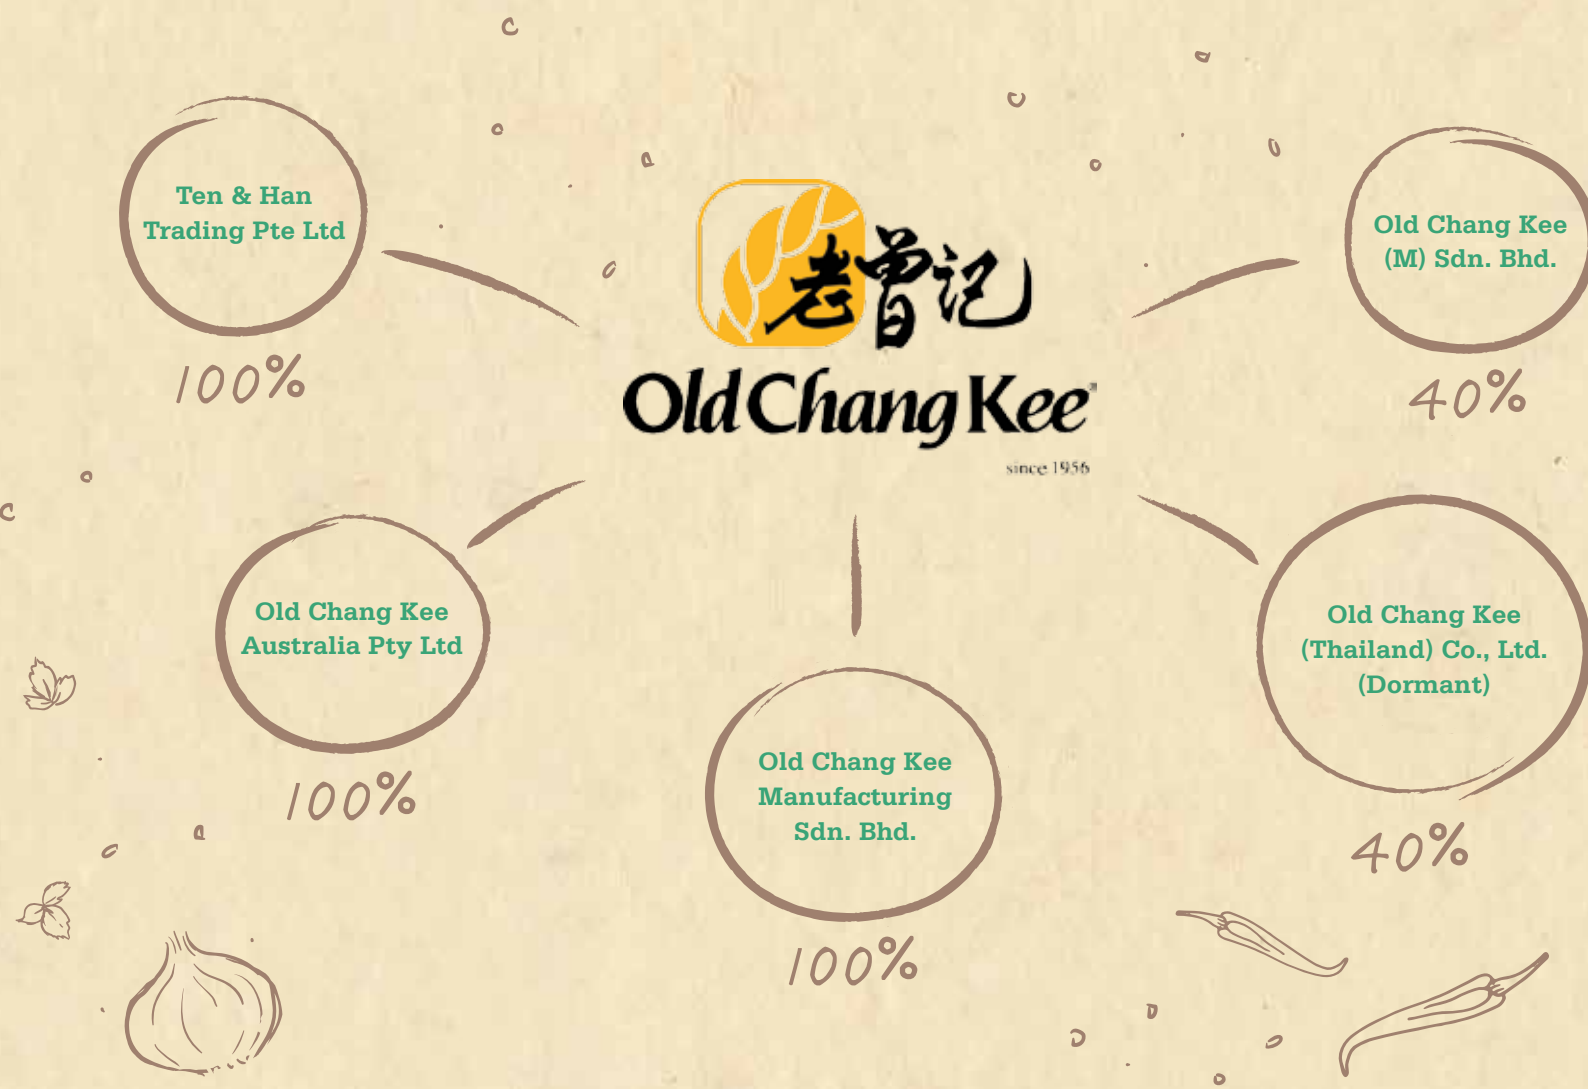 Ten & Han
Trading Pte Ltd
100%
老曾记
Old Chang Kee
since 1956
Old Chang Kee
(M) Sdn. Bhd.
40%
Old Chang Kee
Australia Pty Ltd
100%
Old Chang Kee
Manufacturing
Sdn. Bhd.
100%
Old Chang Kee
(Thailand) Co., Ltd.
(Dormant)
40%